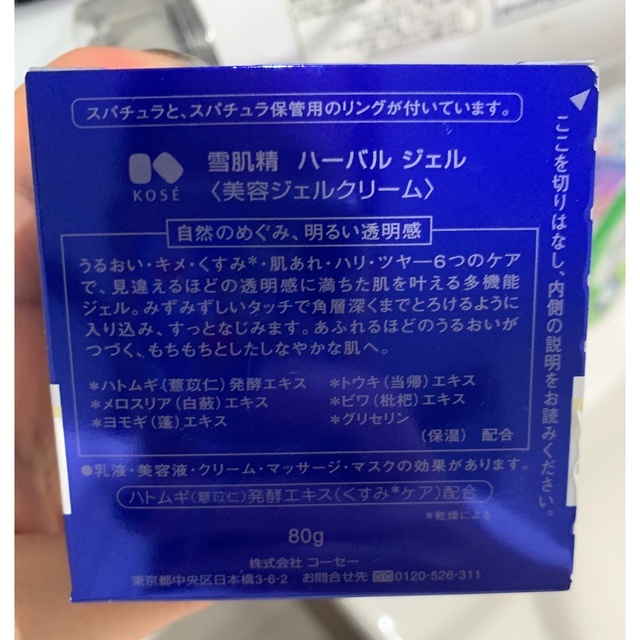 スパチュラと、スパチュラ保管用のリングが付いています。
KOSÉ
雪肌精 ハーバル ジェル
〈美容ジェルクリーム〉
自然のめぐみ、明るい透明感
うるおい・キメ・くすみ*・肌あれ・ハリ・ツヤー6つのケア
で、見違えるほどの透明感に満ちた肌を叶える多機能
ジェル。みずみずしいタッチで角層深くまでとろけるように
入り込み、すっとなじみます。あふれるほどのうるおいが
つづく、もちもちとしたしなやかな肌へ。
*ハトムギ(薏苡仁)発酵エキス *トウキ(当帰)エキス
*メロスリア(白蘞)エキス *ビワ(枇杷)エキス
*ヨモギ(蓬)エキス *グリセリン
(保湿) 配合
●乳液・美容液・クリーム・マッサージ・マスクの効果があります。
ハトムギ(薏苡仁)発酵エキス(くすみ*ケア)配合
*乾燥による
80g
株式会社 コーセー
東京都中央区日本橋3-6-2 お問合せ先 0120-526-311
ここを切りはなし、内側の説明をお読みください。